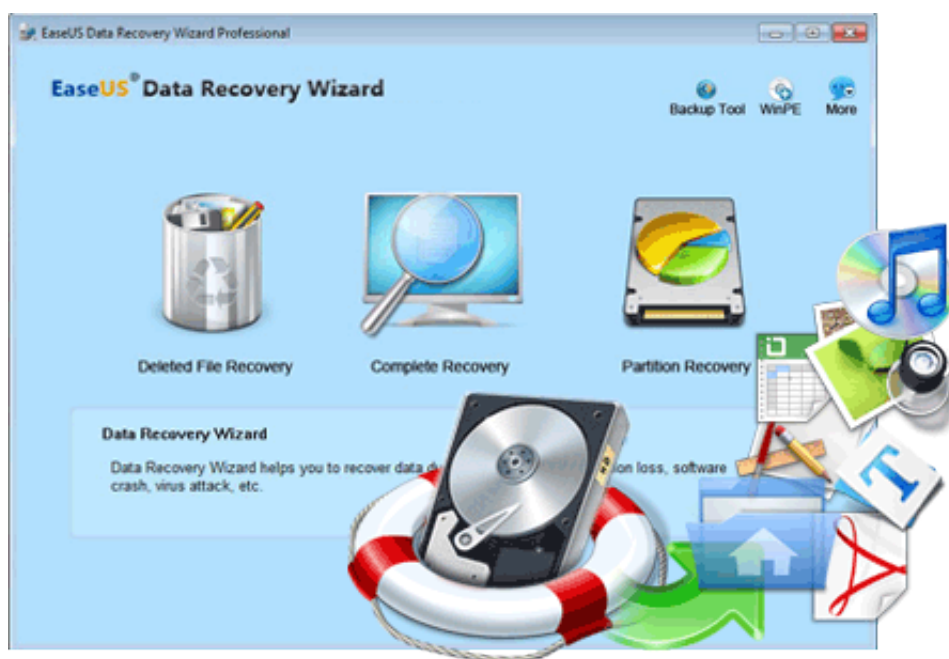 EaseUS Data Recovery Wizard Professional
EaseUS® Data Recovery Wizard
Backup Tool WinPE More
Deleted File Recovery Complete Recovery Partition Recovery
Data Recovery Wizard
Data Recovery Wizard helps you to recover data loss, software
crash, virus attack, etc.
T